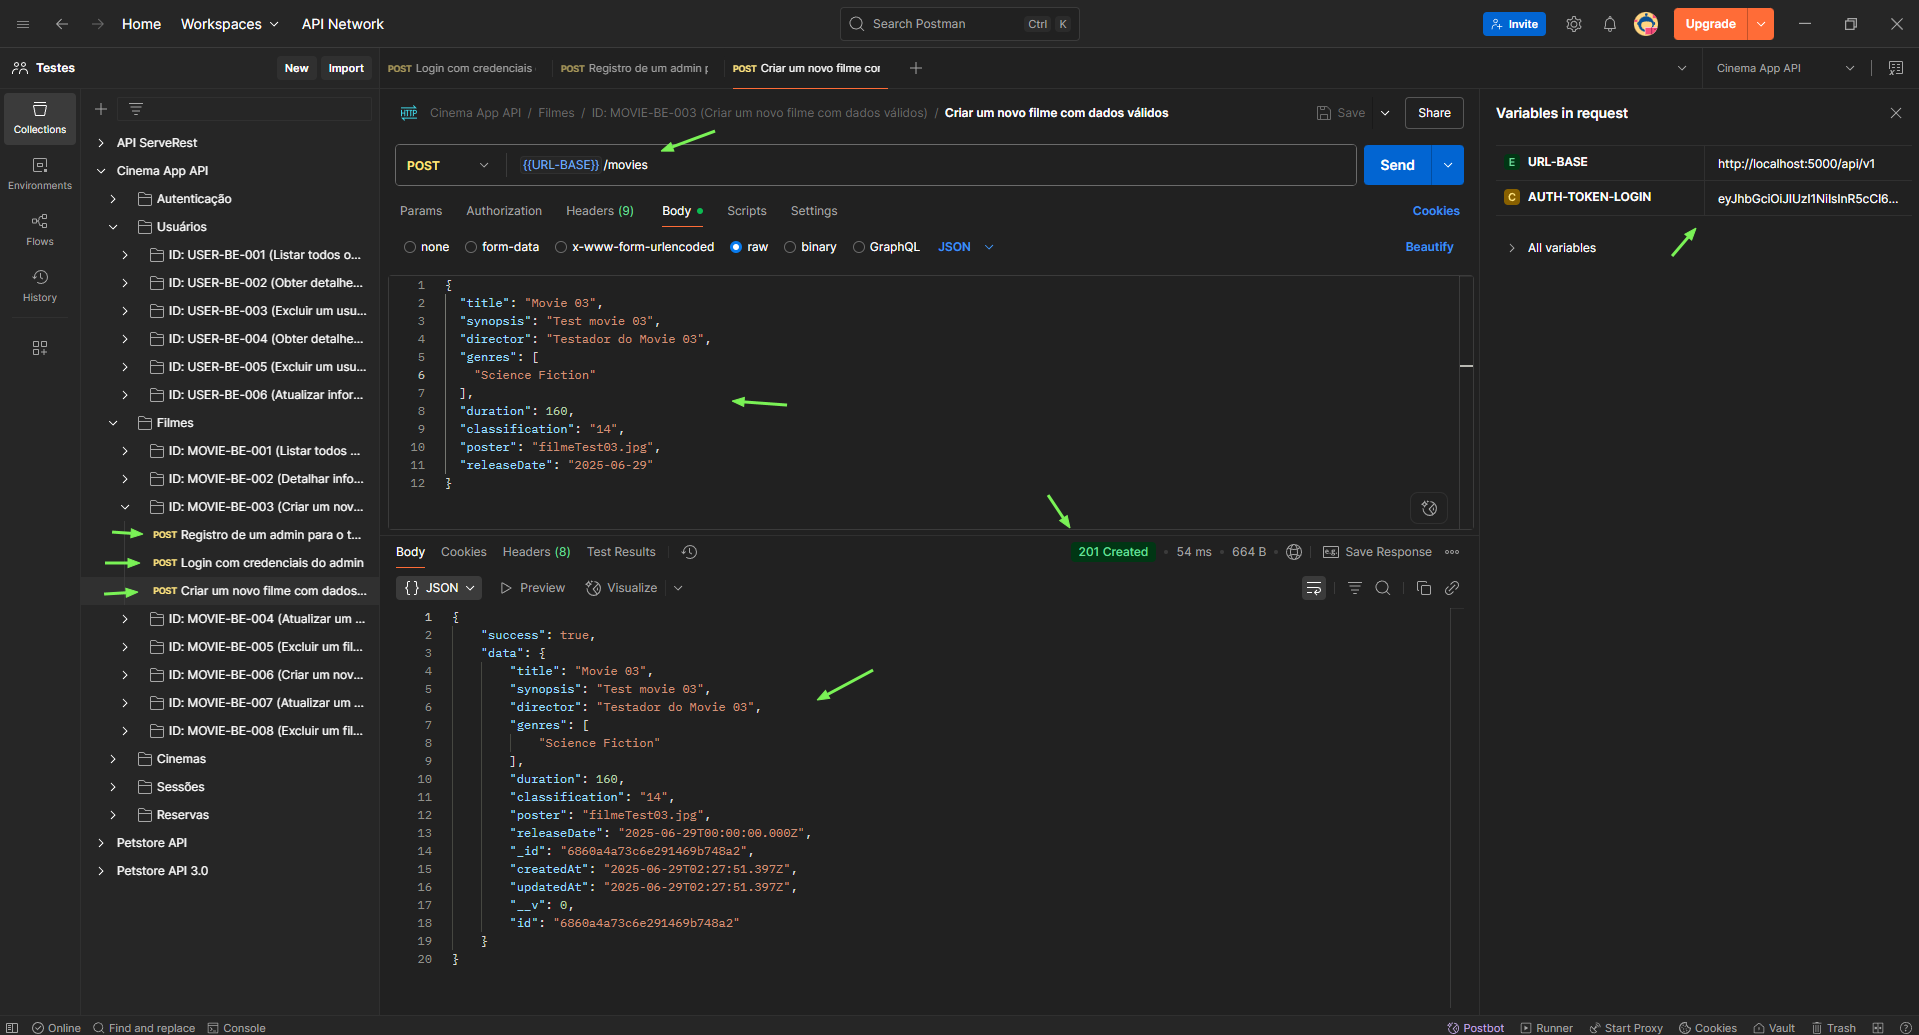 Home Workspaces API Network Search Postman Ctrl K Invite Upgrade
Testes New Import POST Login com credenciais POST Registro de um admin p POST Criar um novo filme cor Cinema App API
Collections
Environments
Flows
History
API ServeRest
Cinema App API
Autenticação
Usuários
ID: USER-BE-001 (Listar todos o...
ID: USER-BE-002 (Obter detalhe...
ID: USER-BE-003 (Excluir um usu...
ID: USER-BE-004 (Obter detalhe...
ID: USER-BE-005 (Excluir um usu...
ID: USER-BE-006 (Atualizar infor...
Filmes
ID: MOVIE-BE-001 (Listar todos ...
ID: MOVIE-BE-002 (Detalhar info...
ID: MOVIE-BE-003 (Criar um nov...
POST Registro de um admin para o t...
POST Login com credenciais do admin
POST Criar um novo filme com dados...
ID: MOVIE-BE-004 (Atualizar um ...
ID: MOVIE-BE-005 (Excluir um fil...
ID: MOVIE-BE-006 (Criar um nov...
ID: MOVIE-BE-007 (Atualizar um ...
ID: MOVIE-BE-008 (Excluir um fil...
Cinemas
Sessões
Reservas
Petstore API
Petstore API 3.0
HTTP Cinema App API / Filmes / ID: MOVIE-BE-003 (Criar um novo filme com dados válidos) / Criar um novo filme com dados válidos Save Share
POST {{URL-BASE}} /movies Send
Params Authorization Headers (9) Body Scripts Settings Cookies
none form-data x-www-form-urlencoded raw binary GraphQL JSON Beautify
1 {
2 "title": "Movie 03",
3 "synopsis": "Test movie 03",
4 "director": "Testador do Movie 03",
5 "genres": [
6 "Science Fiction"
7 ],
8 "duration": 160,
9 "classification": "14",
10 "poster": "filmeTest03.jpg",
11 "releaseDate": "2025-06-29"
12 }
Body Cookies Headers (8) Test Results 201 Created 54 ms 664 B e.g. Save Response
{} JSON Preview Visualize
1 {
2 "success": true,
3 "data": {
4 "title": "Movie 03",
5 "synopsis": "Test movie 03",
6 "director": "Testador do Movie 03",
7 "genres": [
8 "Science Fiction"
9 ],
10 "duration": 160,
11 "classification": "14",
12 "poster": "filmeTest03.jpg",
13 "releaseDate": "2025-06-29T00:00:00.000Z",
14 "_id": "6860a4a73c6e291469b748a2",
15 "createdAt": "2025-06-29T02:27:51.397Z",
16 "updatedAt": "2025-06-29T02:27:51.397Z",
17 "__v": 0,
18 "id": "6860a4a73c6e291469b748a2"
19 }
20 }
Variables in request
E URL-BASE http://localhost:5000/api/v1
C AUTH-TOKEN-LOGIN eyJhbGciOiJIUzI1NiIsInR5cCI6...
All variables
Online Find and replace Console Postbot Runner Start Proxy Cookies Vault Trash